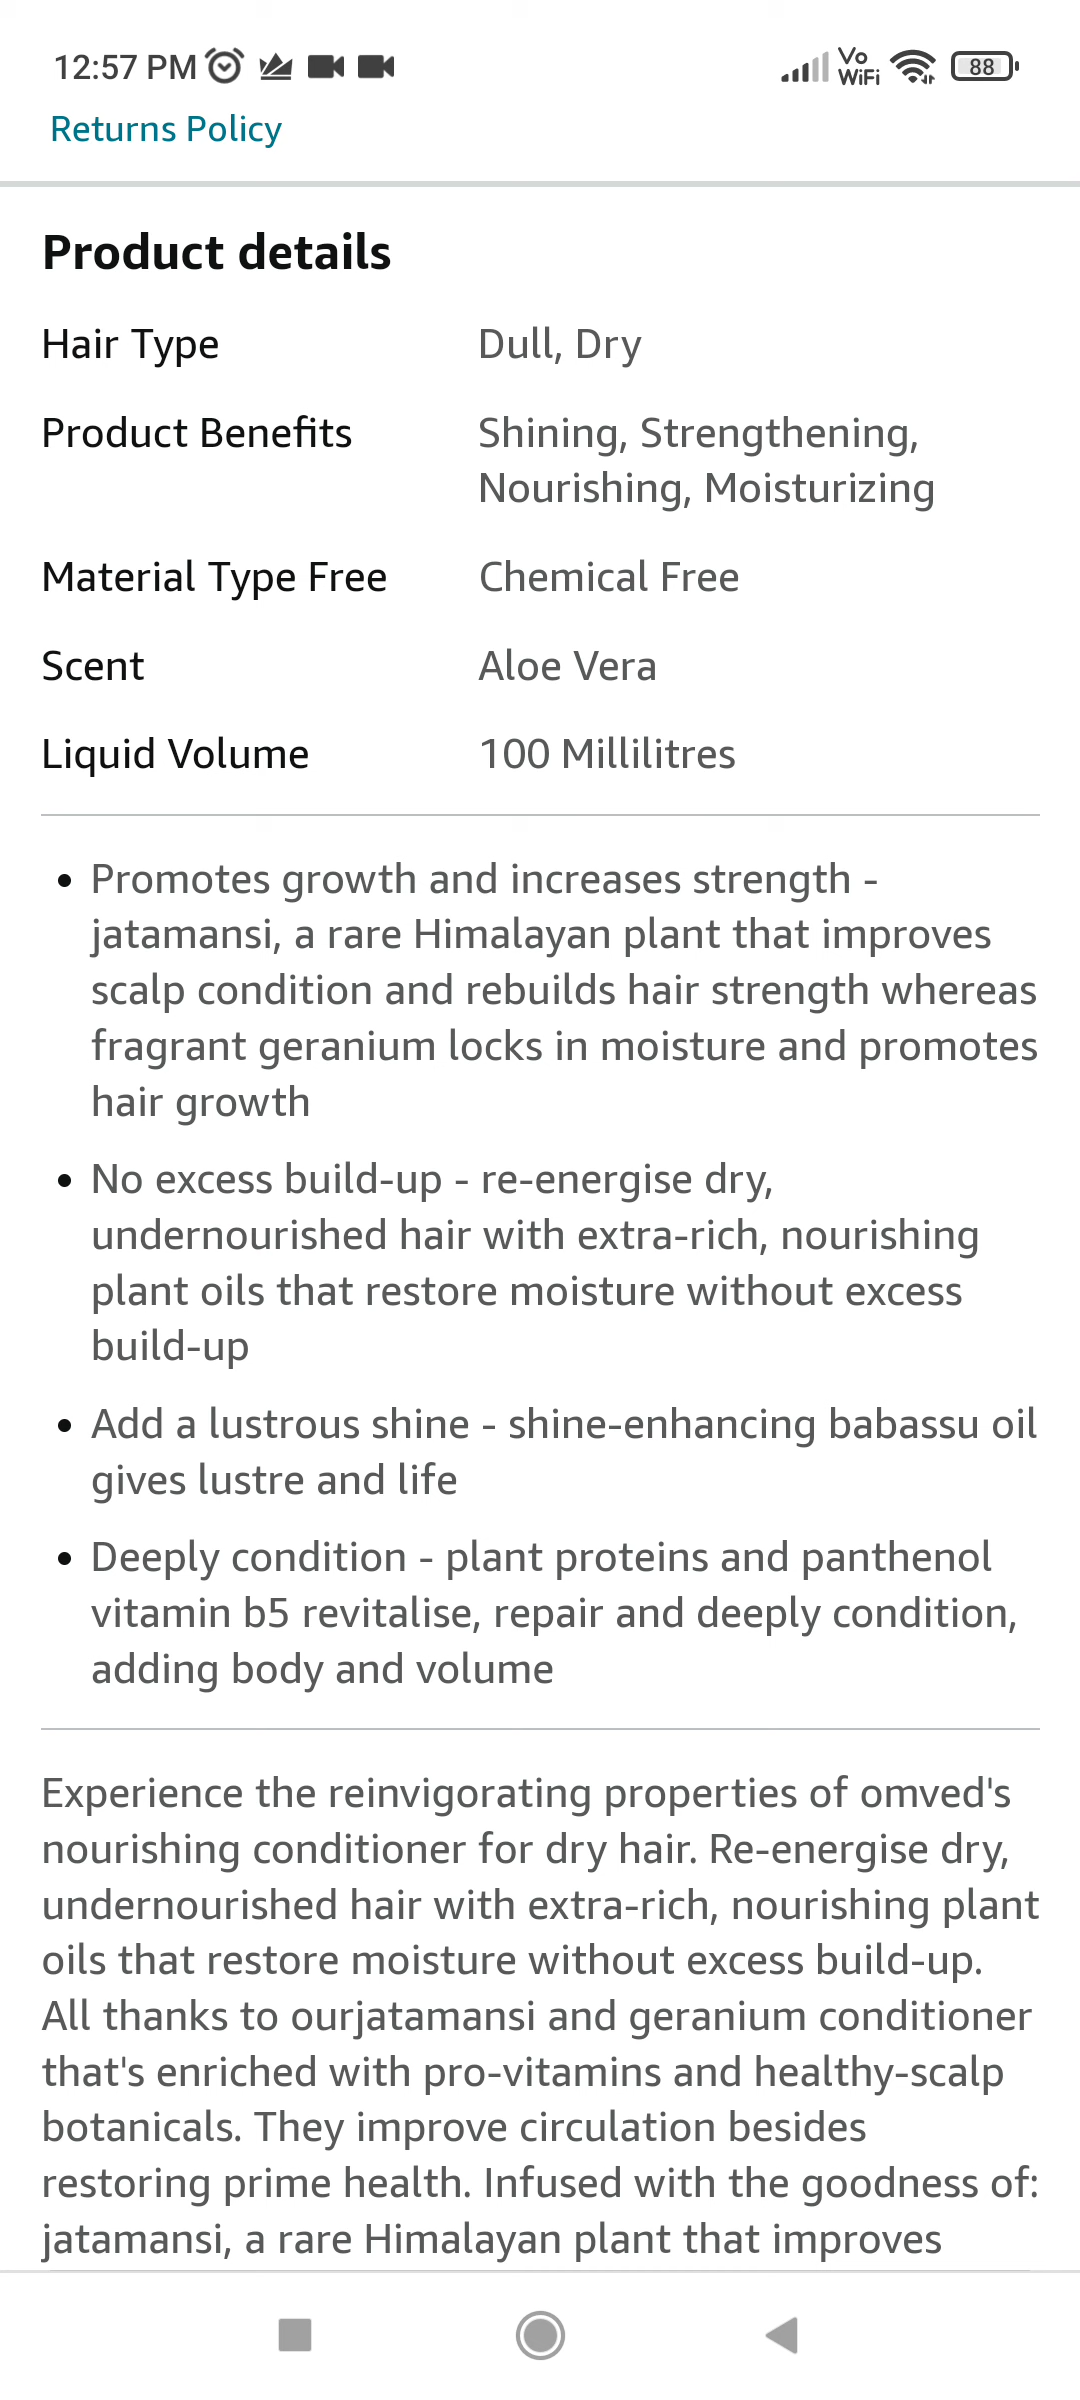 12:57 PM
Vo WiFi
88
Returns Policy
Product details
Hair Type Dull, Dry
Product Benefits Shining, Strengthening,
Nourishing, Moisturizing
Material Type Free Chemical Free
Scent Aloe Vera
Liquid Volume 100 Millilitres
• Promotes growth and increases strength -
jatamansi, a rare Himalayan plant that improves
scalp condition and rebuilds hair strength whereas
fragrant geranium locks in moisture and promotes
hair growth
• No excess build-up - re-energise dry,
undernourished hair with extra-rich, nourishing
plant oils that restore moisture without excess
build-up
• Add a lustrous shine - shine-enhancing babassu oil
gives lustre and life
• Deeply condition - plant proteins and panthenol
vitamin b5 revitalise, repair and deeply condition,
adding body and volume
Experience the reinvigorating properties of omved's
nourishing conditioner for dry hair. Re-energise dry,
undernourished hair with extra-rich, nourishing plant
oils that restore moisture without excess build-up.
All thanks to ourjatamansi and geranium conditioner
that's enriched with pro-vitamins and healthy-scalp
botanicals. They improve circulation besides
restoring prime health. Infused with the goodness of:
jatamansi, a rare Himalayan plant that improves